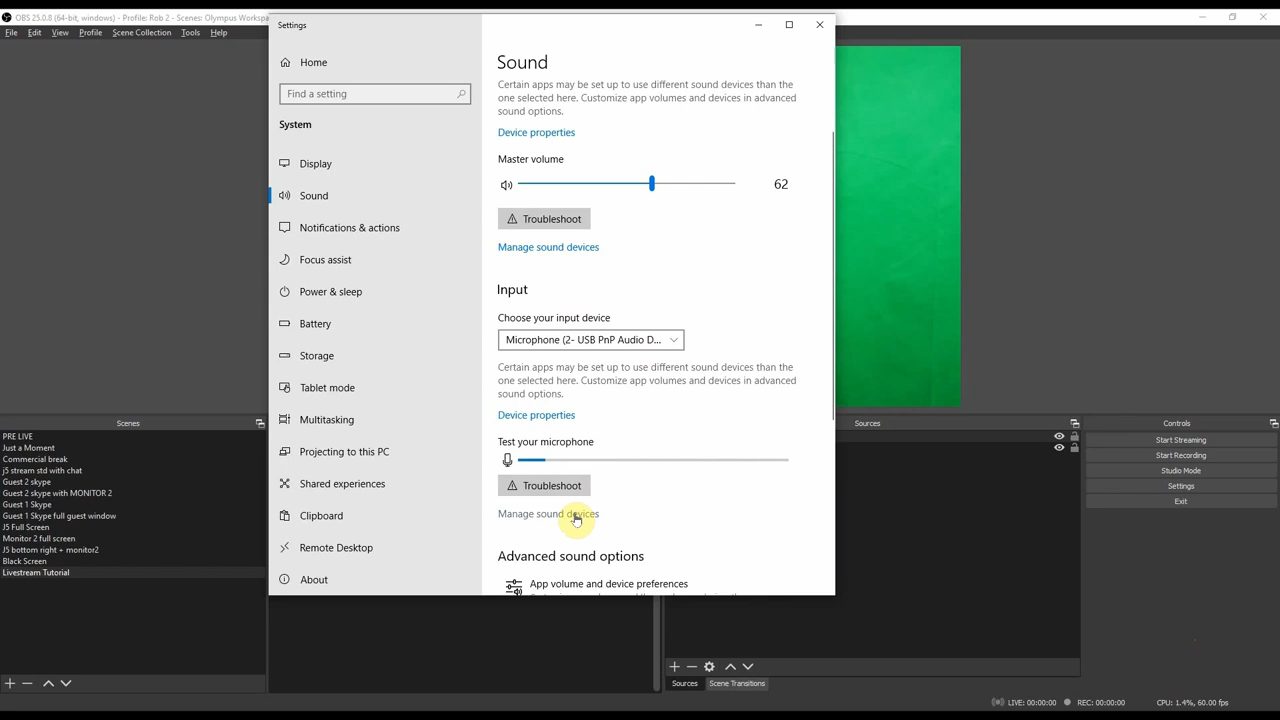 OBS 25.0.8 (64-bit, windows) - Profile: Rob 2 - Scenes: Olympus Workspa
File Edit View Profile Scene Collection Tools Help
Settings
Home
Find a setting
System
Display
Sound
Notifications & actions
Focus assist
Power & sleep
Battery
Storage
Tablet mode
Multitasking
Projecting to this PC
Shared experiences
Clipboard
Remote Desktop
About
Sound
Certain apps may be set up to use different sound devices than the
one selected here. Customize app volumes and devices in advanced
sound options.
Device properties
Master volume
62
Troubleshoot
Manage sound devices
Input
Choose your input device
Microphone (2- USB PnP Audio D...
Certain apps may be set up to use different sound devices than the
one selected here. Customize app volumes and devices in advanced
sound options.
Device properties
Test your microphone
Troubleshoot
Manage sound devices
Advanced sound options
App volume and device preferences
Scenes
PRE LIVE
Just a Moment
Commercial break
j5 stream std with chat
Guest 2 skype
Guest 2 skype with MONITOR 2
Guest 1 Skype
Guest 1 Skype full guest window
J5 Full Screen
Monitor 2 full screen
J5 bottom right + monitor2
Black Screen
Livestream Tutorial
Sources
Sources Scene Transitions
Controls
Start Streaming
Start Recording
Studio Mode
Settings
Exit
LIVE: 00:00:00 REC: 00:00:00 CPU: 1.4%, 60.00 fps